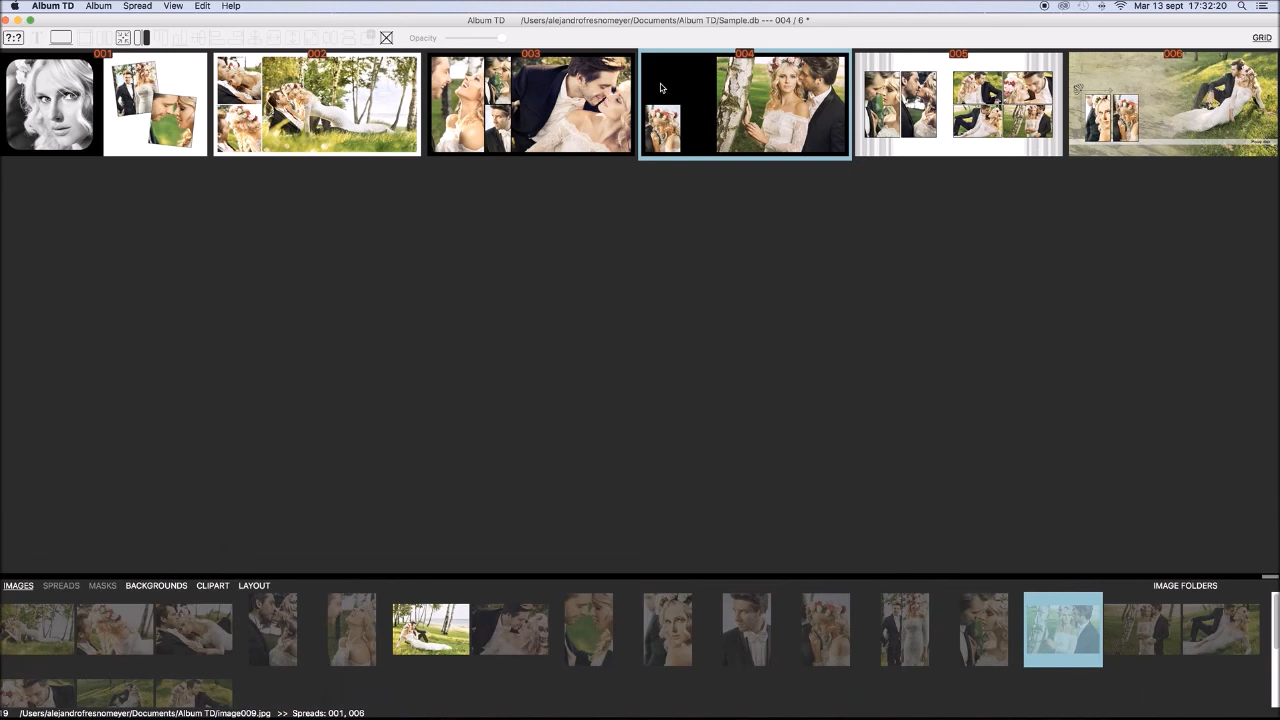 Album TD Album Spread View Edit Help Mar 13 sept 17:32:20
Album TD /Users/alejandrofresnomeyer/Documents/Album TD/Sample.db --- 004 / 6 *
?:? T Opacity GRID
001 002 003 004 005 006
IMAGES SPREADS MASKS BACKGROUNDS CLIPART LAYOUT IMAGE FOLDERS
19 /Users/alejandrofresnomeyer/Documents/Album TD/image009.jpg >> Spreads: 001, 006